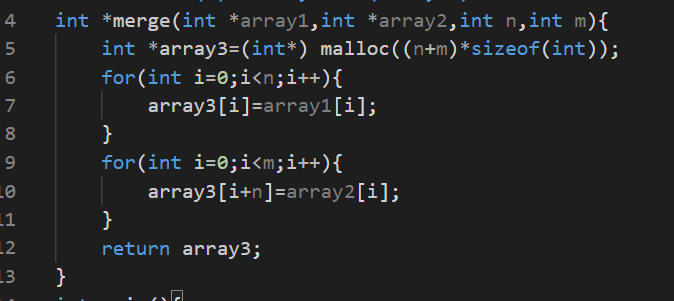 4 int *merge(int *array1,int *array2,int n,int m){
5 int *array3=(int*) malloc((n+m)*sizeof(int));
6 for(int i=0;i<n;i++){
7 array3[i]=array1[i];
8 }
9 for(int i=0;i<m;i++){
10 array3[i+n]=array2[i];
11 }
12 return array3;
13 }